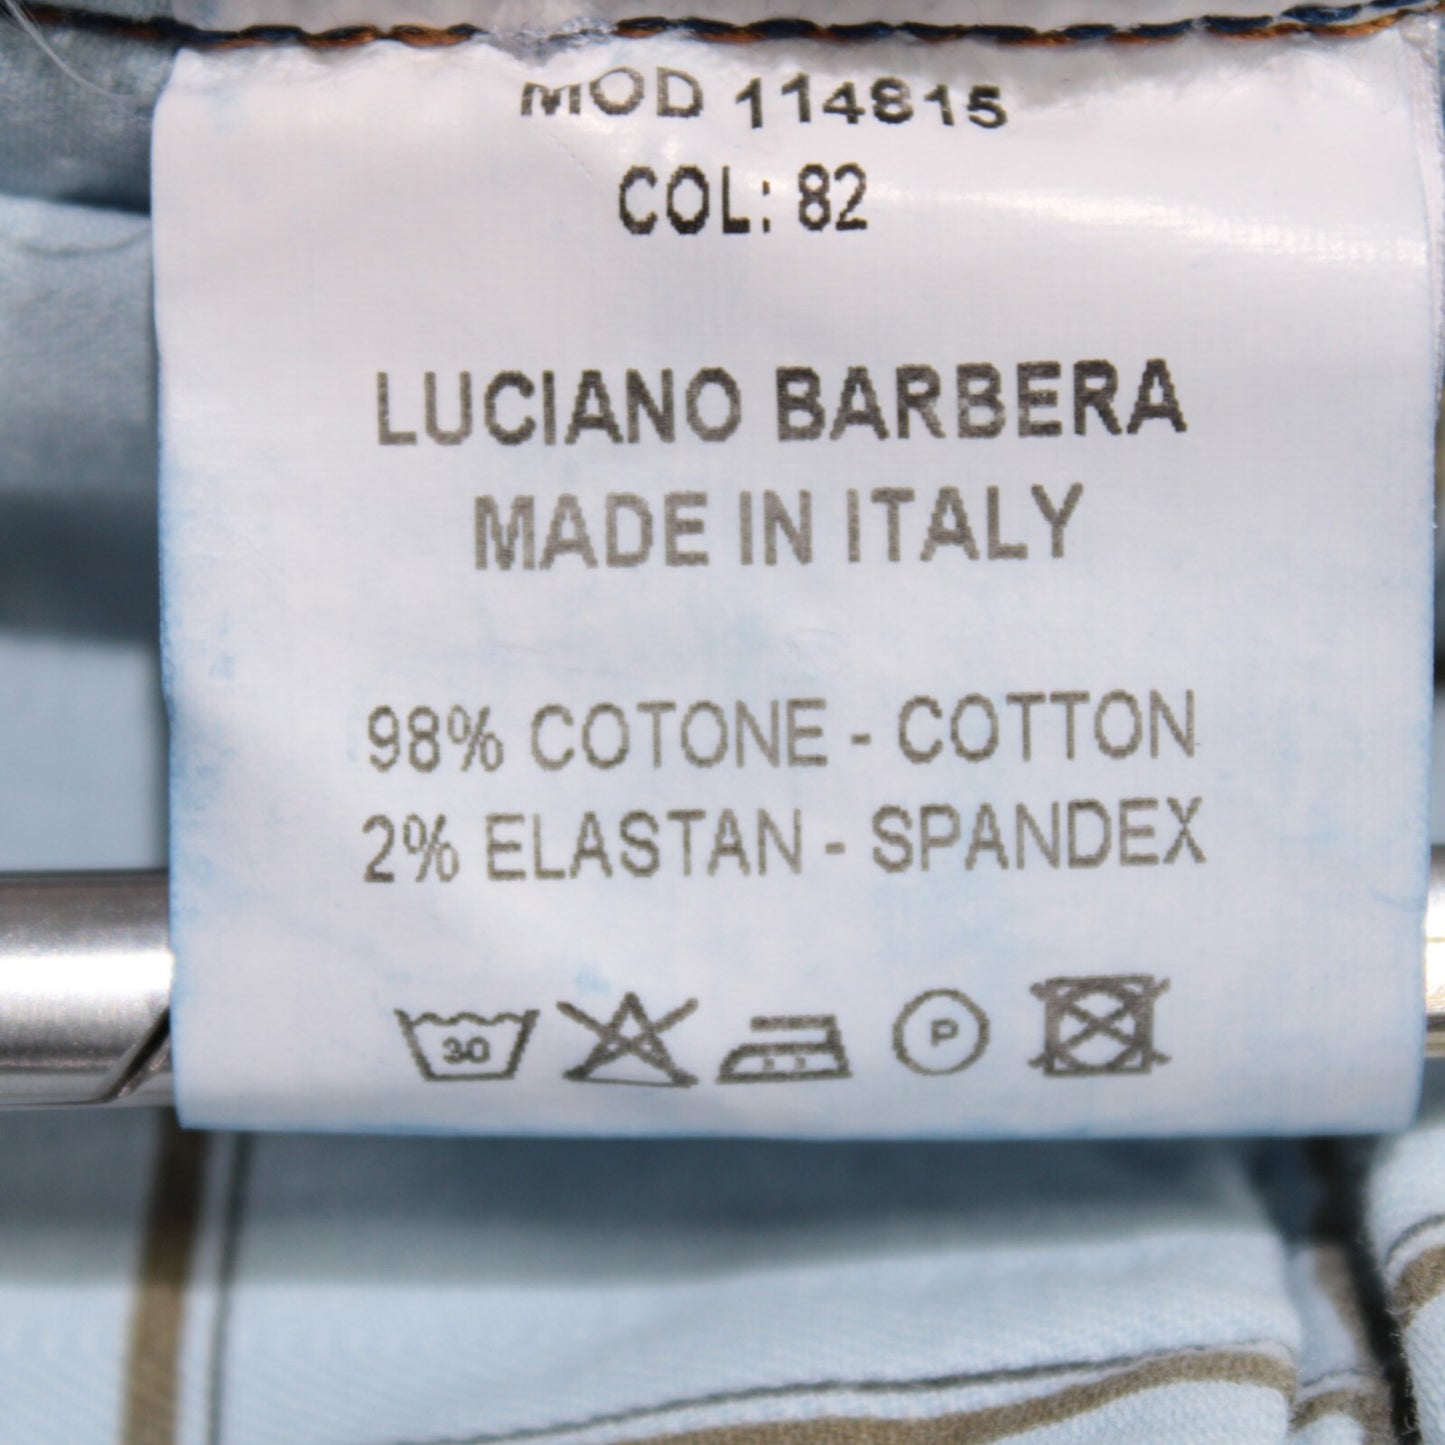 MOD 114815
COL: 82
LUCIANO BARBERA
MADE IN ITALY
98% COTONE - COTTON
2% ELASTAN - SPANDEX
30
P